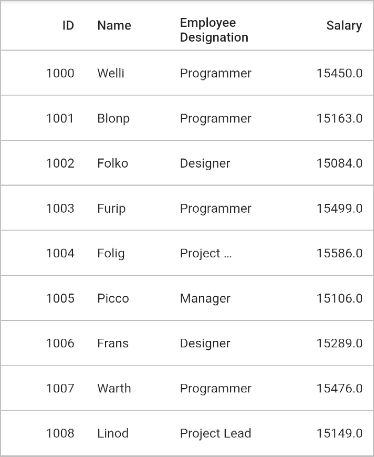 ID Name Employee Designation Salary
1000 Welli Programmer 15450.0
1001 Blonp Programmer 15163.0
1002 Folko Designer 15084.0
1003 Furip Programmer 15499.0
1004 Folig Project ... 15586.0
1005 Picco Manager 15106.0
1006 Frans Designer 15289.0
1007 Warth Programmer 15476.0
1008 Linod Project Lead 15149.0